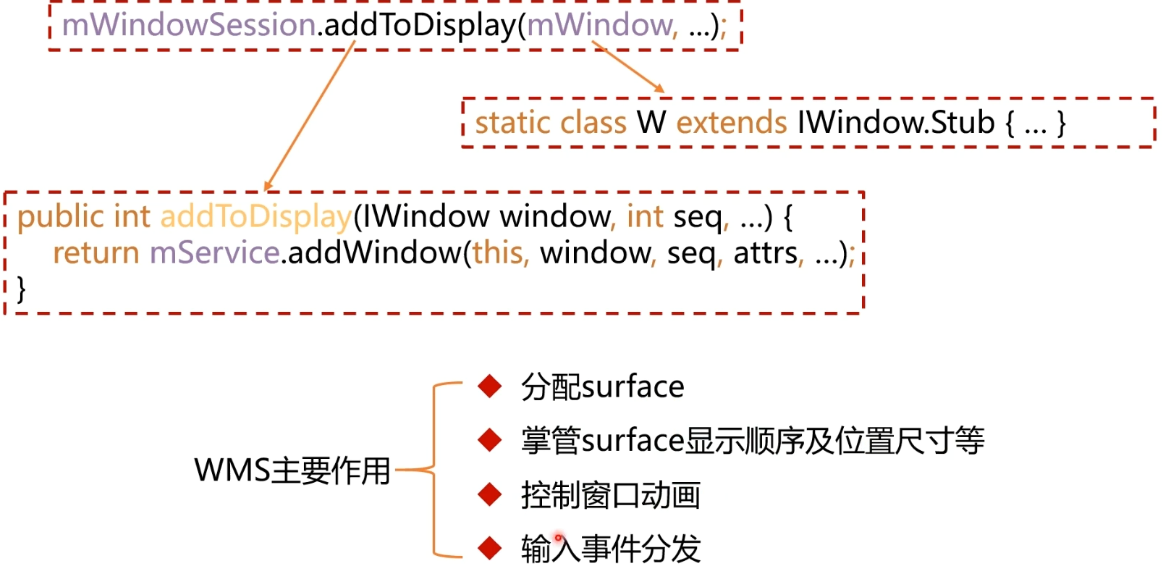 mWindowSession.addToDisplay(mWindow, ...);
static class W extends IWindow.Stub { ... }
public int addToDisplay(IWindow window, int seq, ...) {
return mService.addWindow(this, window, seq, attrs, ...);
}
WMS主要作用
分配surface
掌管surface显示顺序及位置尺寸等
控制窗口动画
输入事件分发